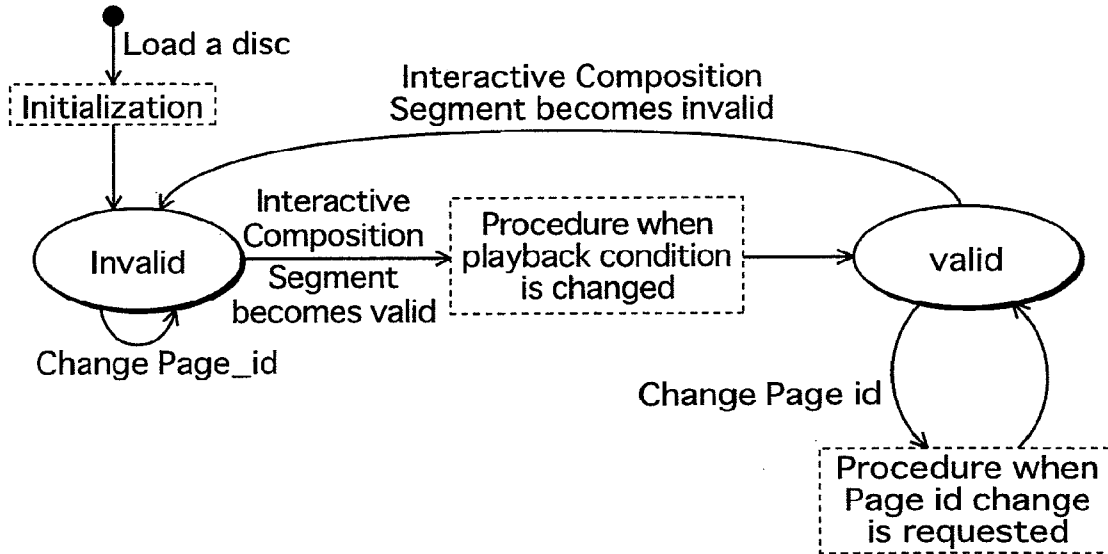 Load a disc
Initialization
Interactive Composition
Segment becomes invalid
Invalid
Interactive
Composition
Segment
becomes valid
Procedure when
playback condition
is changed
valid
Change Page_id
Change Page id
Procedure when
Page id change
is requested